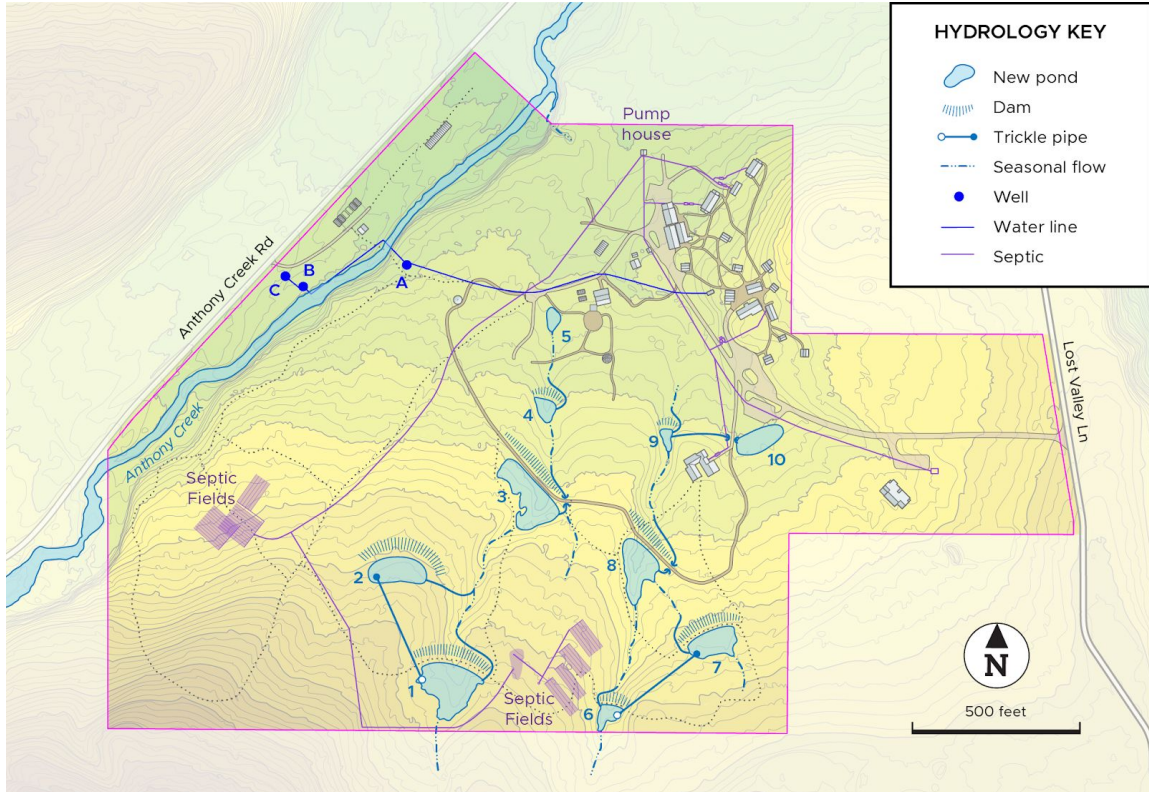 HYDROLOGY KEY
New pond
Dam
Trickle pipe
Seasonal flow
Well
Water line
Septic
Pump
house
Anthony Creek Rd
A
B
C
5
4
9
10
Lost Valley Ln
Anthony Creek
Septic
Fields
3
2
8
7
1
Septic
Fields
6
N
500 feet